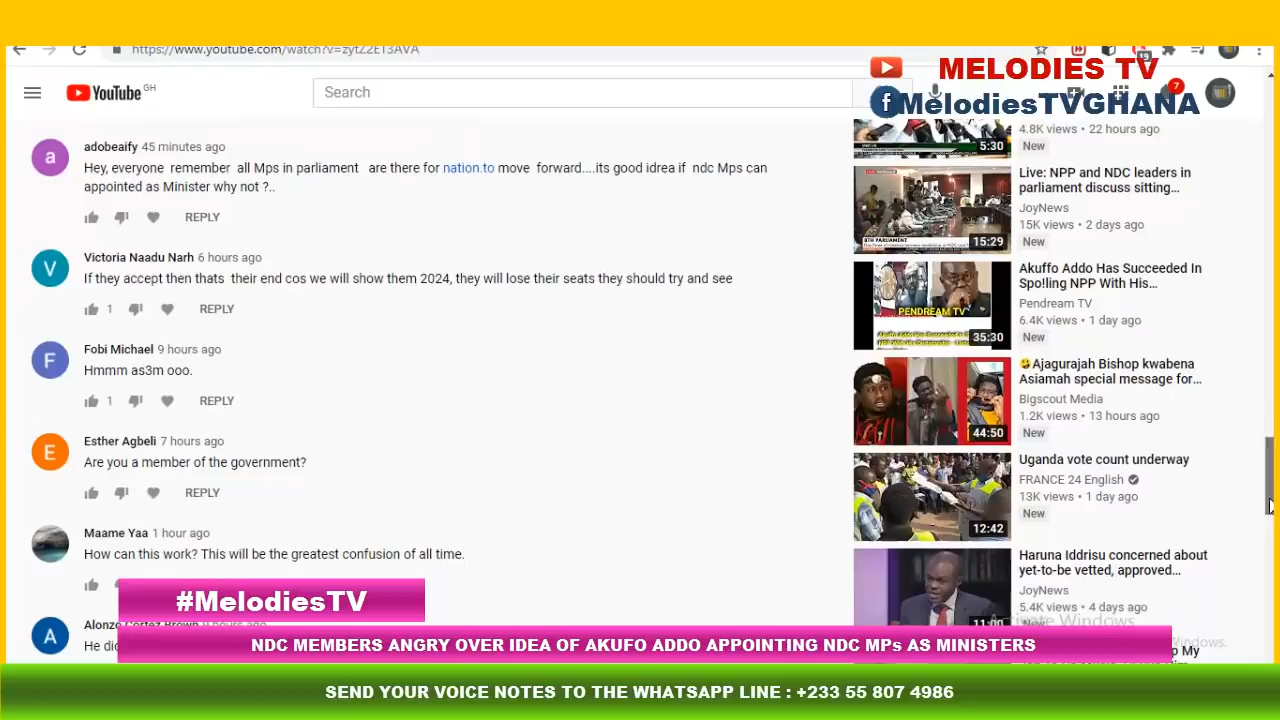 https://www.youtube.com/watch?v=zytZ2ET3AVA
MELODIES TV
MelodiesTVGHANA
YouTube GH
Search
7
adobeaify 45 minutes ago
Hey, everyone remember all Mps in parliament are there for nation.to move forward....its good idea if ndc Mps can
appointed as Minister why not ?..
REPLY
Victoria Naadu Narh 6 hours ago
If they accept then thats their end cos we will show them 2024, they will lose their seats they should try and see
1 REPLY
Fobi Michael 9 hours ago
Hmmm as3m ooo.
1 REPLY
Esther Agbeli 7 hours ago
Are you a member of the government?
REPLY
Maame Yaa 1 hour ago
How can this work? This will be the greatest confusion of all time.
Alonzo Cortez Brown 9 hours ago
5:30
4.8K views • 22 hours ago
New
Live: NPP and NDC leaders in
parliament discuss sitting...
JoyNews
15K views • 2 days ago
New
8TH PARLIAMENT
15:29
Akuffo Addo Has Succeeded In
Spo!ling NPP With His...
Pendream TV
6.4K views • 1 day ago
New
PENDREAM TV
35:30
Ajagurajah Bishop kwabena
Asiamah special message for...
Bigscout Media
1.2K views • 13 hours ago
New
44:50
Uganda vote count underway
FRANCE 24 English
13K views • 1 day ago
New
12:42
Haruna Iddrisu concerned about
yet-to-be vetted, approved...
JoyNews
5.4K views • 4 days ago
11:00
#MelodiesTV
NDC MEMBERS ANGRY OVER IDEA OF AKUFO ADDO APPOINTING NDC MPs AS MINISTERS
SEND YOUR VOICE NOTES TO THE WHATSAPP LINE : +233 55 807 4986